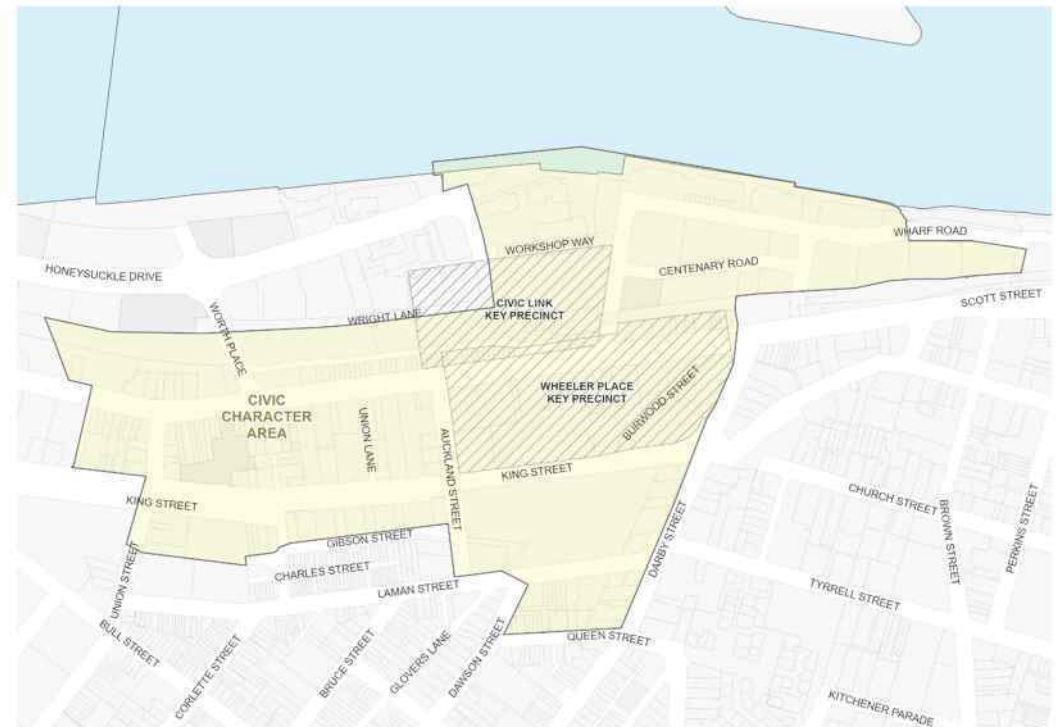 WHARF ROAD
WORKSHOP WAY
CENTENARY ROAD
HONEYSUCKLE DRIVE
SCOTT STREET
CIVIC LINK
KEY PRECINCT
WRIGHT LANE
WORTH PLACE
WHEELER PLACE
KEY PRECINCT
BURWOOD STREET
CIVIC
CHARACTER
AREA
UNION LANE
AUCKLAND STREET
KING STREET
KING STREET
CHURCH STREET
BROWN STREET
PERKINS STREET
GIBSON STREET
CHARLES STREET
LAMAN STREET
DARBY STREET
TYRRELL STREET
UNION STREET
BULL STREET
CORLETTE STREET
BRUCE STREET
GLOVERS LANE
DAWSON STREET
QUEEN STREET
KITCHENER PARADE